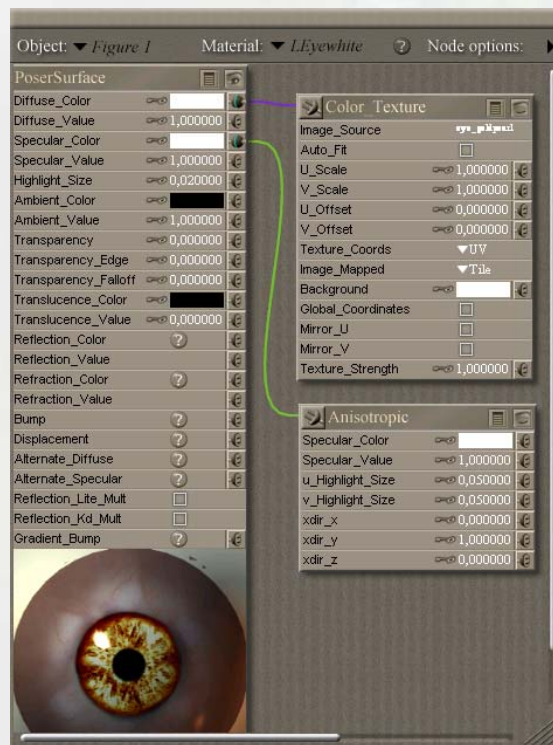 Object: Figure 1 Material: LEyewhite ? Node options:
PoserSurface
Diffuse_Color
Diffuse_Value 1,000000
Specular_Color
Specular_Value 1,000000
Highlight_Size 0,020000
Ambient_Color
Ambient_Value 1,000000
Transparency 0,000000
Transparency_Edge 0,000000
Transparency_Falloff 0,000000
Translucence_Color
Translucence_Value 0,000000
Reflection_Color ?
Reflection_Value
Refraction_Color ?
Refraction_Value
Bump ?
Displacement ?
Alternate_Diffuse ?
Alternate_Specular ?
Reflection_Lite_Mult
Reflection_Kd_Mult
Gradient_Bump ?
Color_Texture
Image_Source
Auto_Fit
U_Scale 1,000000
V_Scale 1,000000
U_Offset 0,000000
V_Offset 0,000000
Texture_Coords UV
Image_Mapped Tile
Background
Global_Coordinates
Mirror_U
Mirror_V
Texture_Strength 1,000000
Anisotropic
Specular_Color
Specular_Value 1,000000
u_Highlight_Size 0,050000
v_Highlight_Size 0,050000
xdir_x 0,000000
xdir_y 1,000000
xdir_z 0,000000